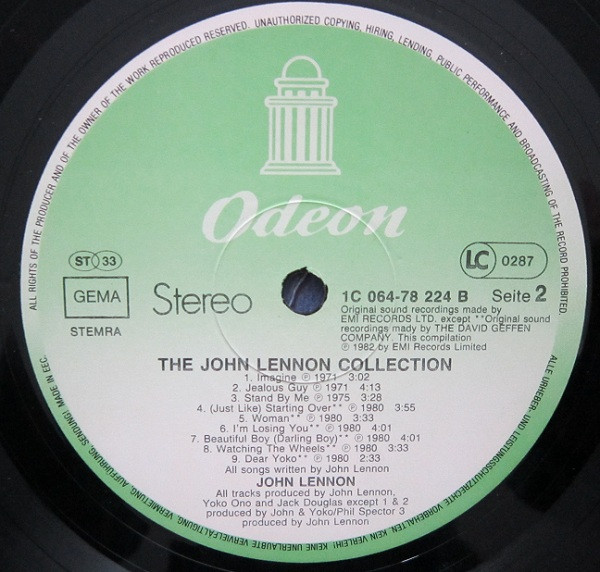 ALL RIGHTS OF THE PRODUCER AND OF THE OWNER OF THE WORK REPRODUCED RESERVED. UNAUTHORIZED COPYING, HIRING, LENDING, PUBLIC PERFORMANCE AND BROADCASTING OF THE RECORD PROHIBITED.
Odeon
ST 33
LC 0287
GEMA
STEMRA
Stereo
1C 064-78 224 B Seite 2
Original sound recordings made by
EMI RECORDS LTD. except **Original sound
recordings madẏ by THE DAVID GEFFEN
COMPANY. This compilation
℗ 1982 by EMI Records Limited
THE JOHN LENNON COLLECTION
1. Imagine ℗ 1971 3:02
2. Jealous Guy ℗ 1971 4:13
3. Stand By Me ℗ 1975 3:28
4. (Just Like) Starting Over** ℗ 1980 3:55
5. Woman** ℗ 1980 3:33
6. I'm Losing You** ℗ 1980 4:01
7. Beautiful Boy (Darling Boy)** ℗ 1980 4:01
8. Watching The Wheels** ℗ 1980 3:59
9. Dear Yoko** ℗ 1980 2:33
All songs written by John Lennon
JOHN LENNON
All tracks produced by John Lennon,
Yoko Ono and Jack Douglas except 1 & 2
produced by John & Yoko/Phil Spector 3
produced by John Lennon
ALLE URHEBER- UND LEISTUNGSSCHUTZRECHTE VORBEHALTEN. KEIN VERLEIH! KEINE UNERLAUBTE VERVIELFÄLTIGUNG, VERMIETUNG, AUFFÜHRUNG, SENDUNG! MADE IN EEC.